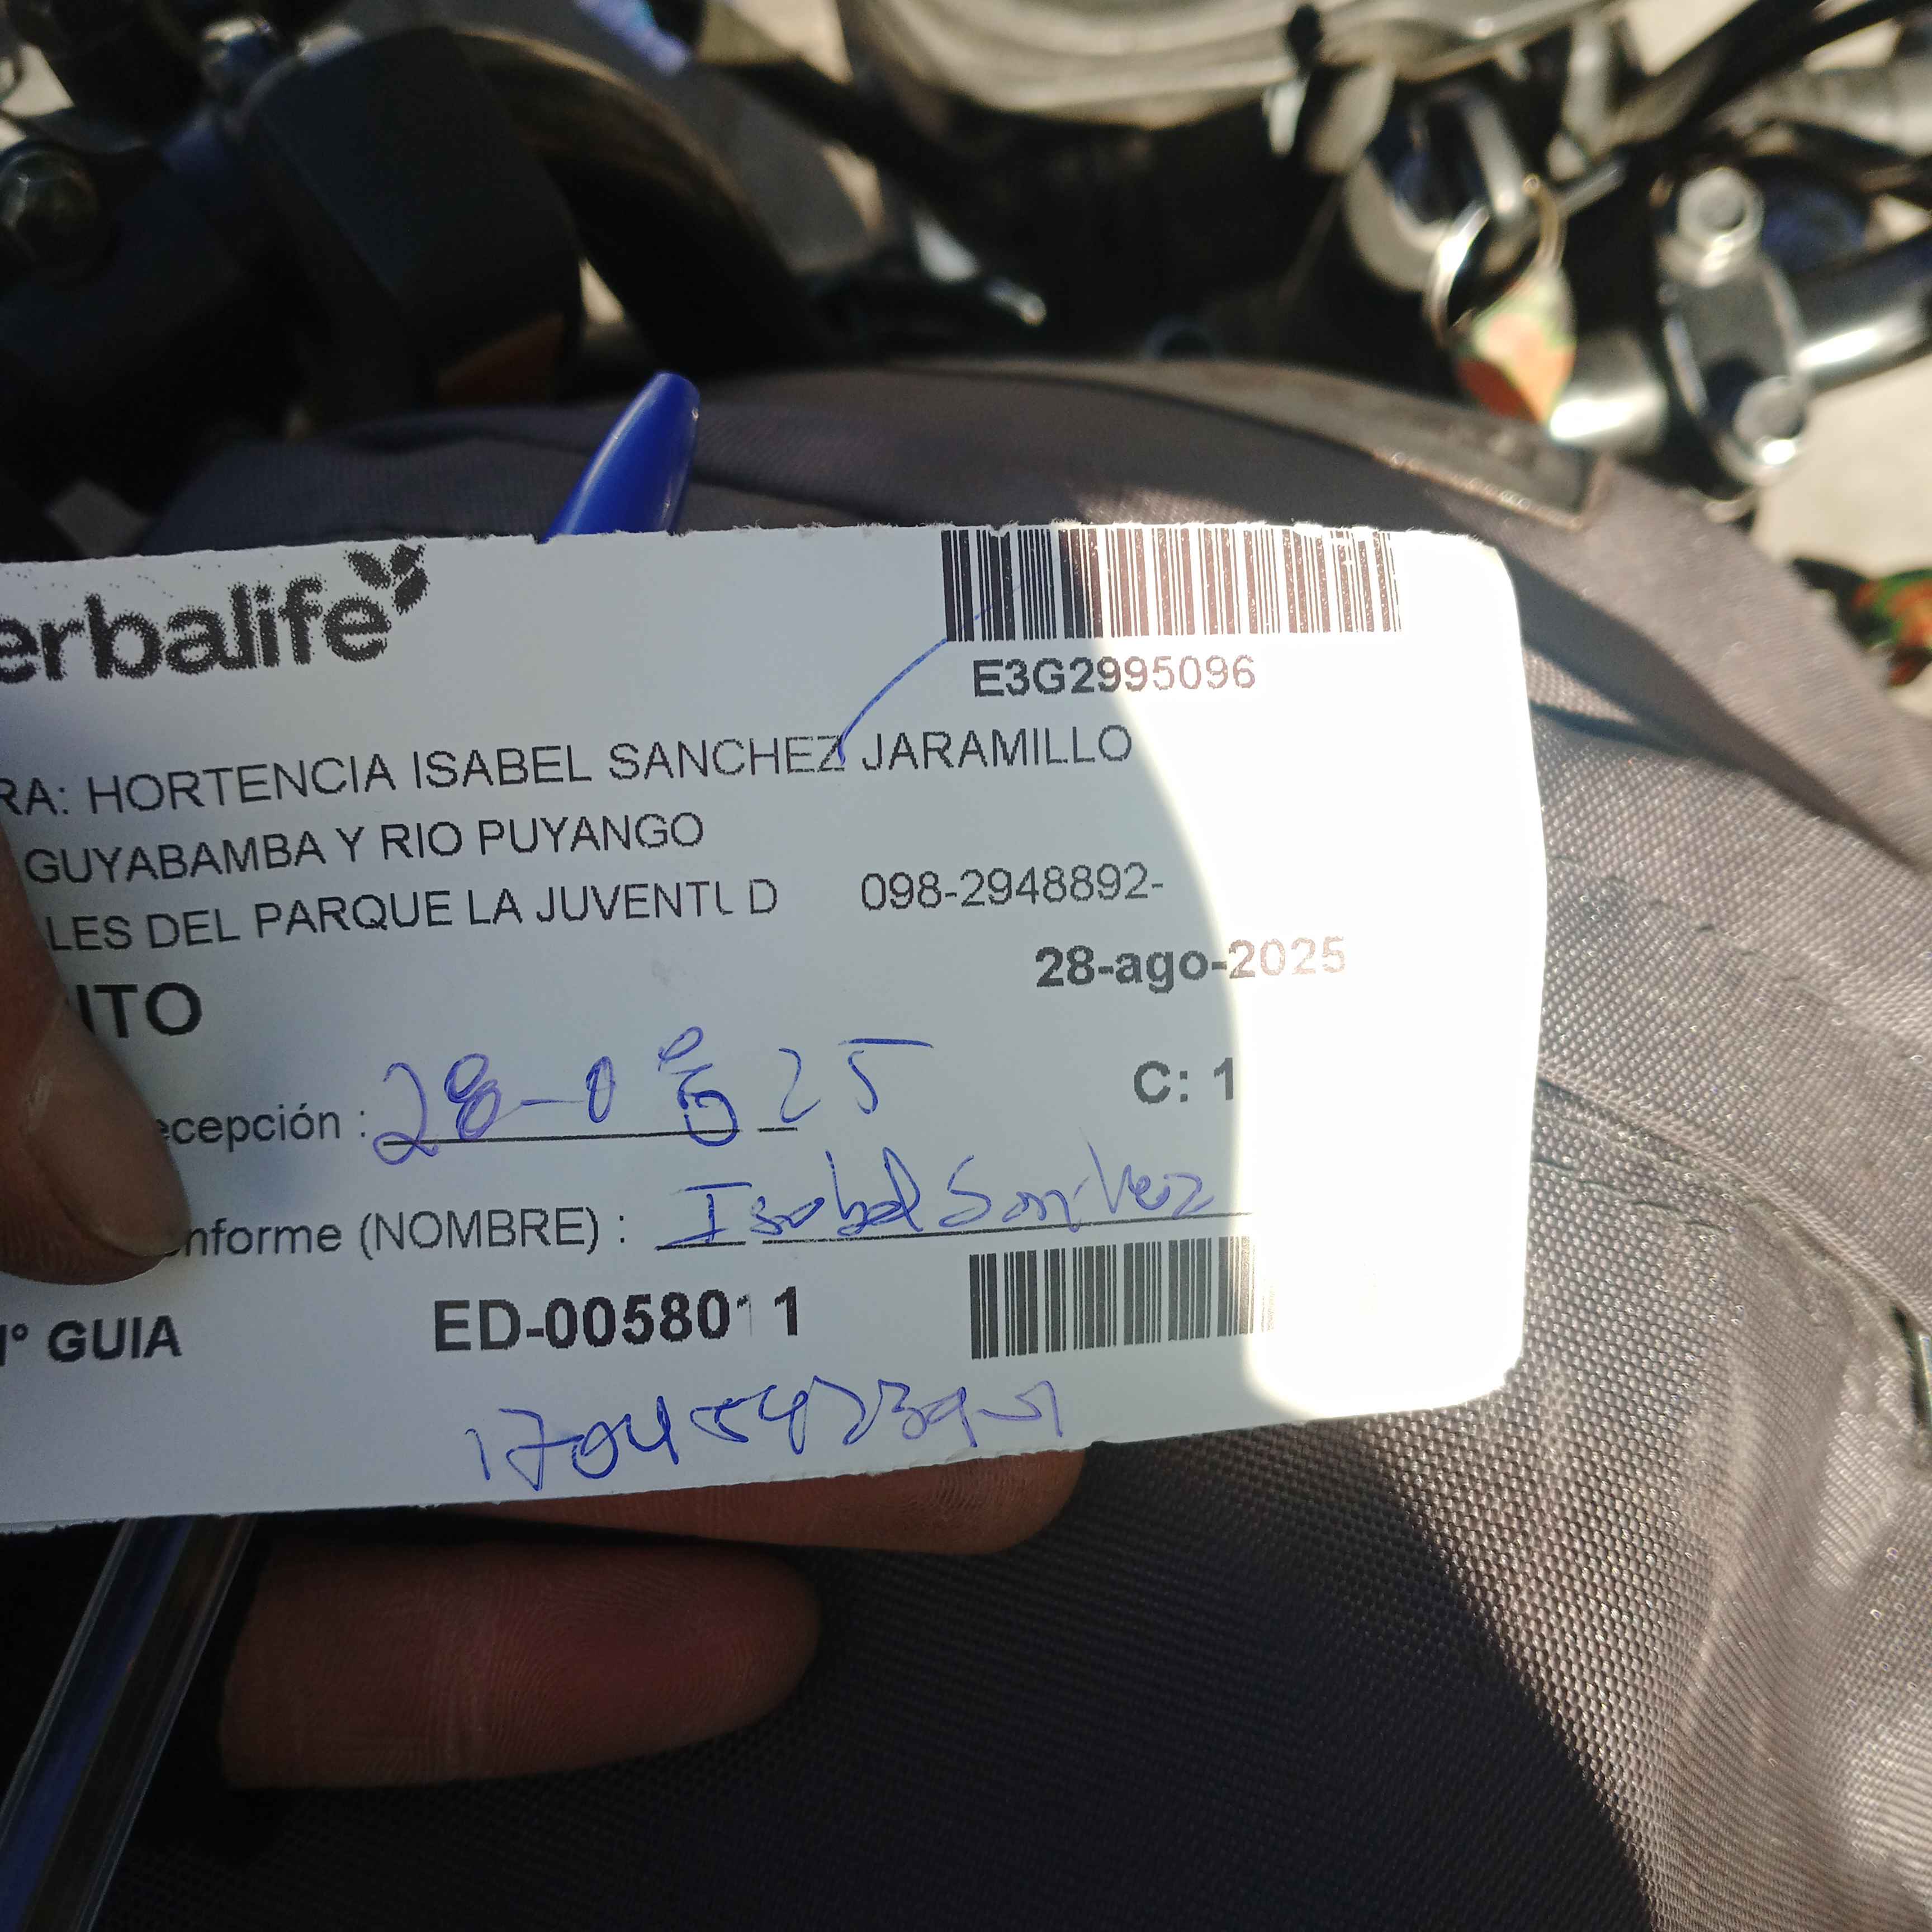 erbalife
E3G2995096
RA: HORTENCIA ISABEL SANCHEZ JARAMILLO
GUYABAMBA Y RIO PUYANGO
LES DEL PARQUE LA JUVENTUD 098-2948892-
28-ago-2025
ITO
C: 1
ecepción : 28-08 25
nforme (NOMBRE) : Isabel Sanchez
N° GUIA ED-0058011